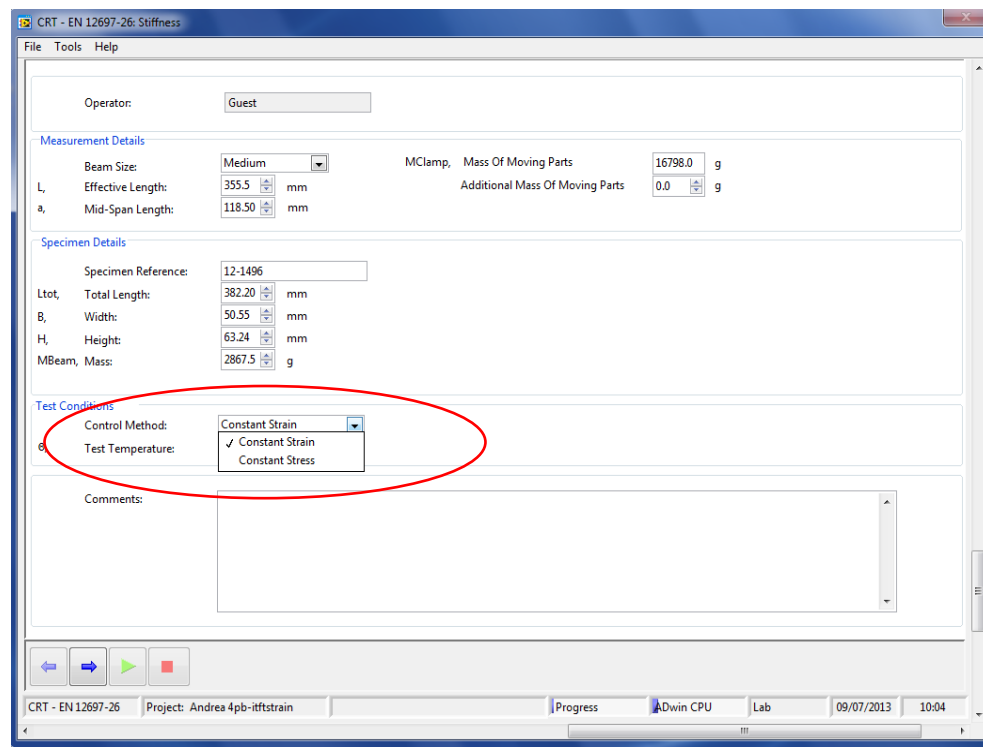 CRT - EN 12697-26: Stiffness
File Tools Help
Operator: Guest
Measurement Details
Beam Size: Medium MClamp, Mass Of Moving Parts 16798.0 g
L, Effective Length: 355.5 mm Additional Mass Of Moving Parts 0.0 g
a, Mid-Span Length: 118.50 mm
Specimen Details
Specimen Reference: 12-1496
Ltot, Total Length: 382.20 mm
B, Width: 50.55 mm
H, Height: 63.24 mm
MBeam, Mass: 2867.5 g
Test Conditions
Control Method: Constant Strain
✓ Constant Strain
Θ, Test Temperature:
Constant Stress
Comments:
CRT - EN 12697-26 Project: Andrea 4pb-itftstrain Progress ADwin CPU Lab 09/07/2013 10:04